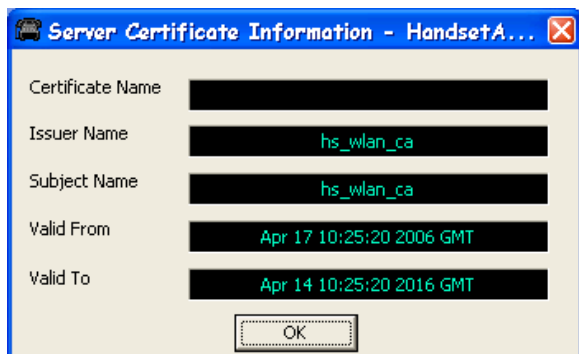 Server Certificate Information - HandsetA...
Certificate Name
Issuer Name hs_wlan_ca
Subject Name hs_wlan_ca
Valid From Apr 17 10:25:20 2006 GMT
Valid To Apr 14 10:25:20 2016 GMT
OK